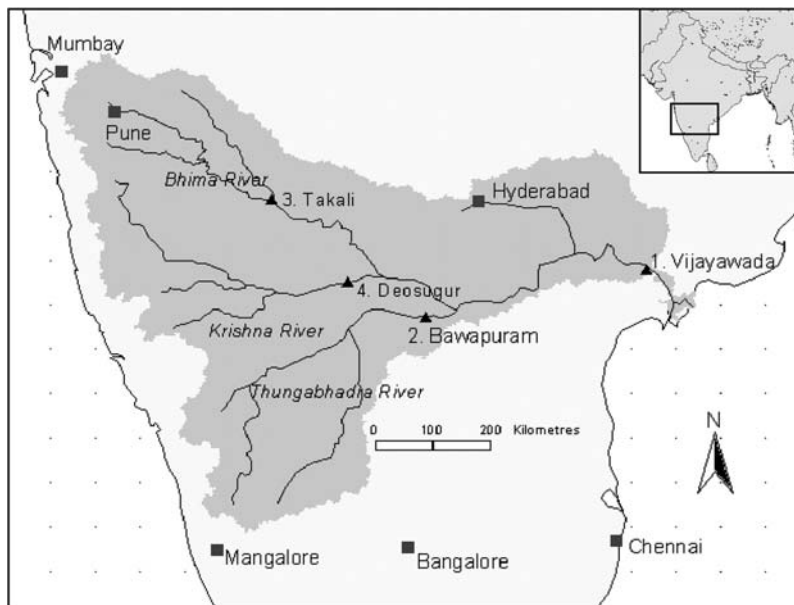 Mumbay
Pune
Bhima River
3. Takali
Hyderabad
1. Vijayawada
4. Deosugur
Krishna River
2. Bawapuram
Thungabhadra River
0 100 200 Kilometres
N
Mangalore
Bangalore
Chennai